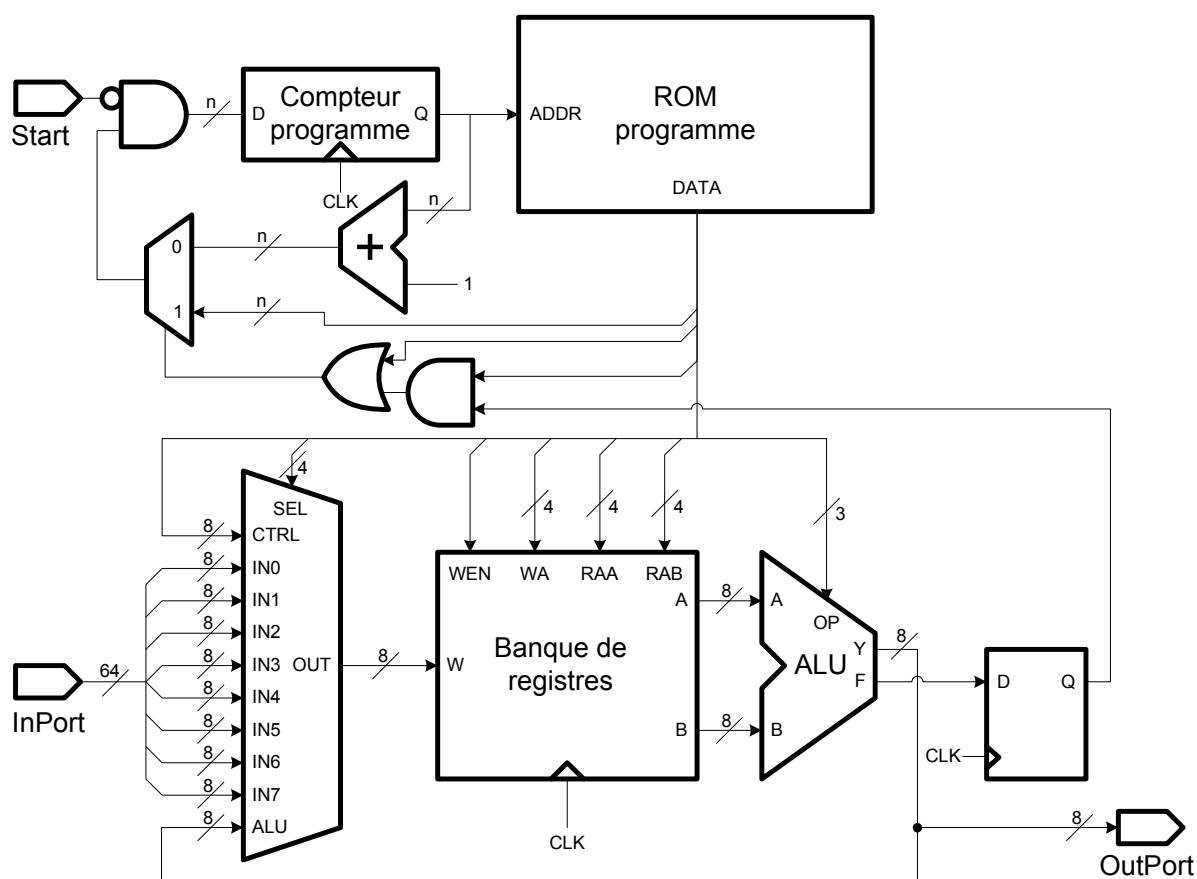 Start
n
D
Compteur
programme
Q
CLK
ADDR
ROM
programme
DATA
n
+
1
0
n
1
n
4
SEL
CTRL
IN0
IN1
IN2
IN3
IN4
IN5
IN6
IN7
ALU
OUT
8
8
8
8
8
8
8
8
8
8
64
InPort
8
W
WEN
WA
RAA
RAB
4
4
4
Banque de
registres
A
B
CLK
8
8
3
A
B
OP
ALU
Y
F
8
D
Q
CLK
8
OutPort